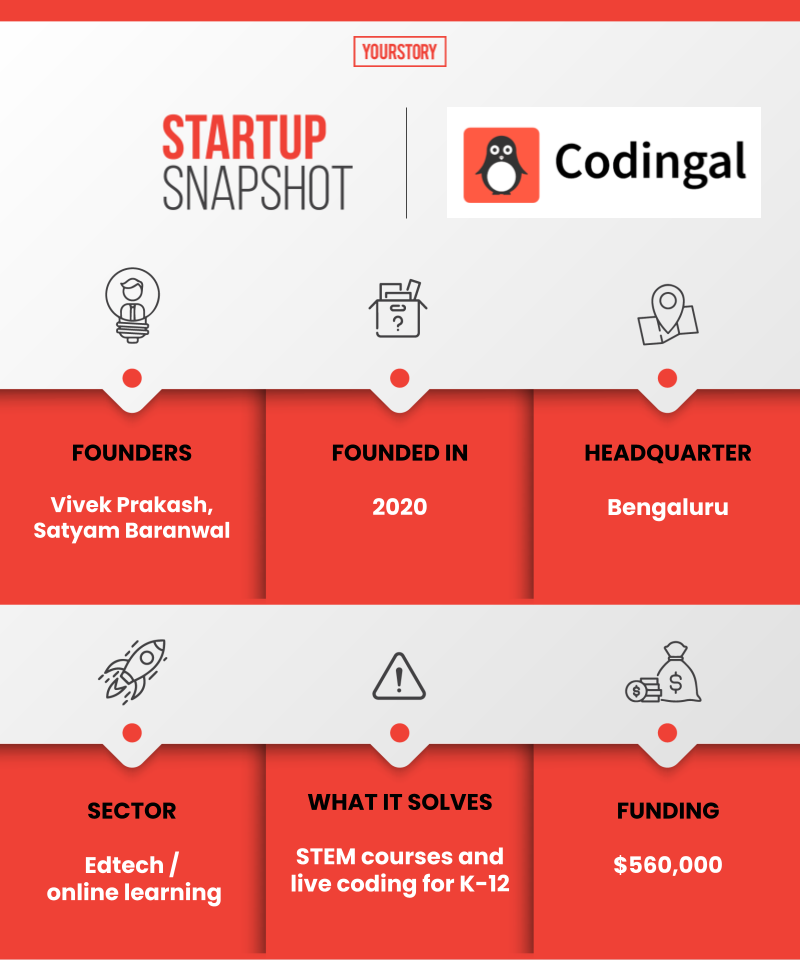 YOURSTORY
STARTUP
SNAPSHOT
Codingal
?
FOUNDERS
FOUNDED IN
HEADQUARTER
Vivek Prakash,
Satyam Baranwal
2020
Bengaluru
!
$
$
SECTOR
WHAT IT SOLVES
FUNDING
Edtech /
online learning
STEM courses and
live coding for K-12
$560,000